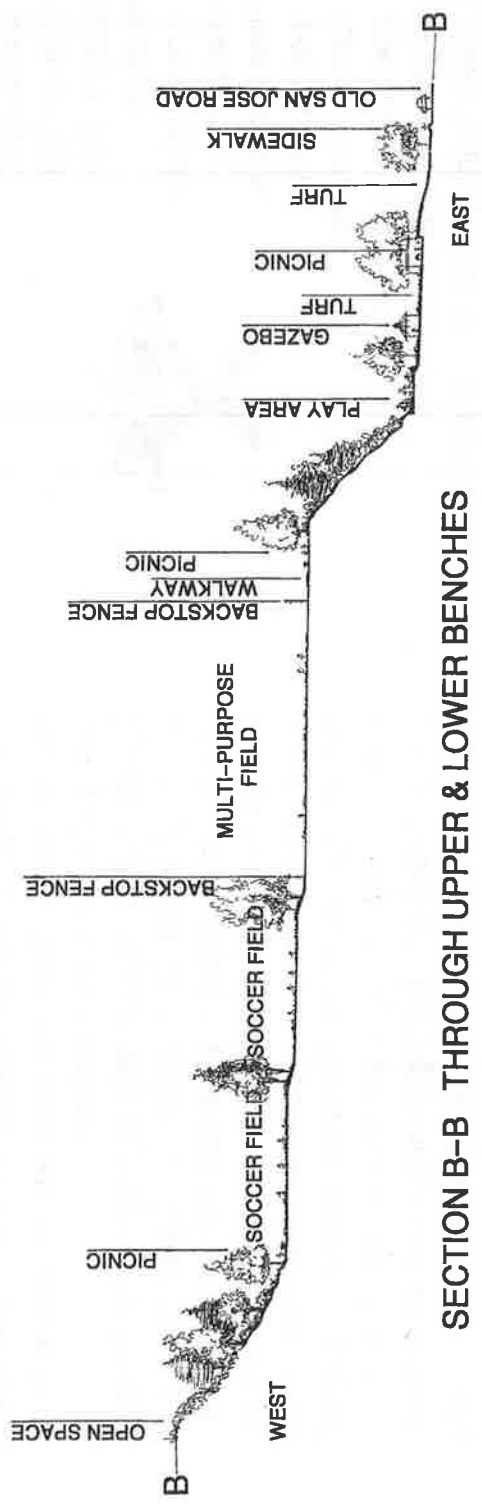 B
OPEN SPACE
WEST
PICNIC
SOCCER FIELD
SOCCER FIELD
BACKSTOP FENCE
MULTI-PURPOSE
FIELD
BACKSTOP FENCE
WALKWAY
PICNIC
PLAY AREA
GAZEBO
TURF
PICNIC
TURF
SIDEWALK
OLD SAN JOSE ROAD
EAST
B
SECTION B-B THROUGH UPPER & LOWER BENCHES